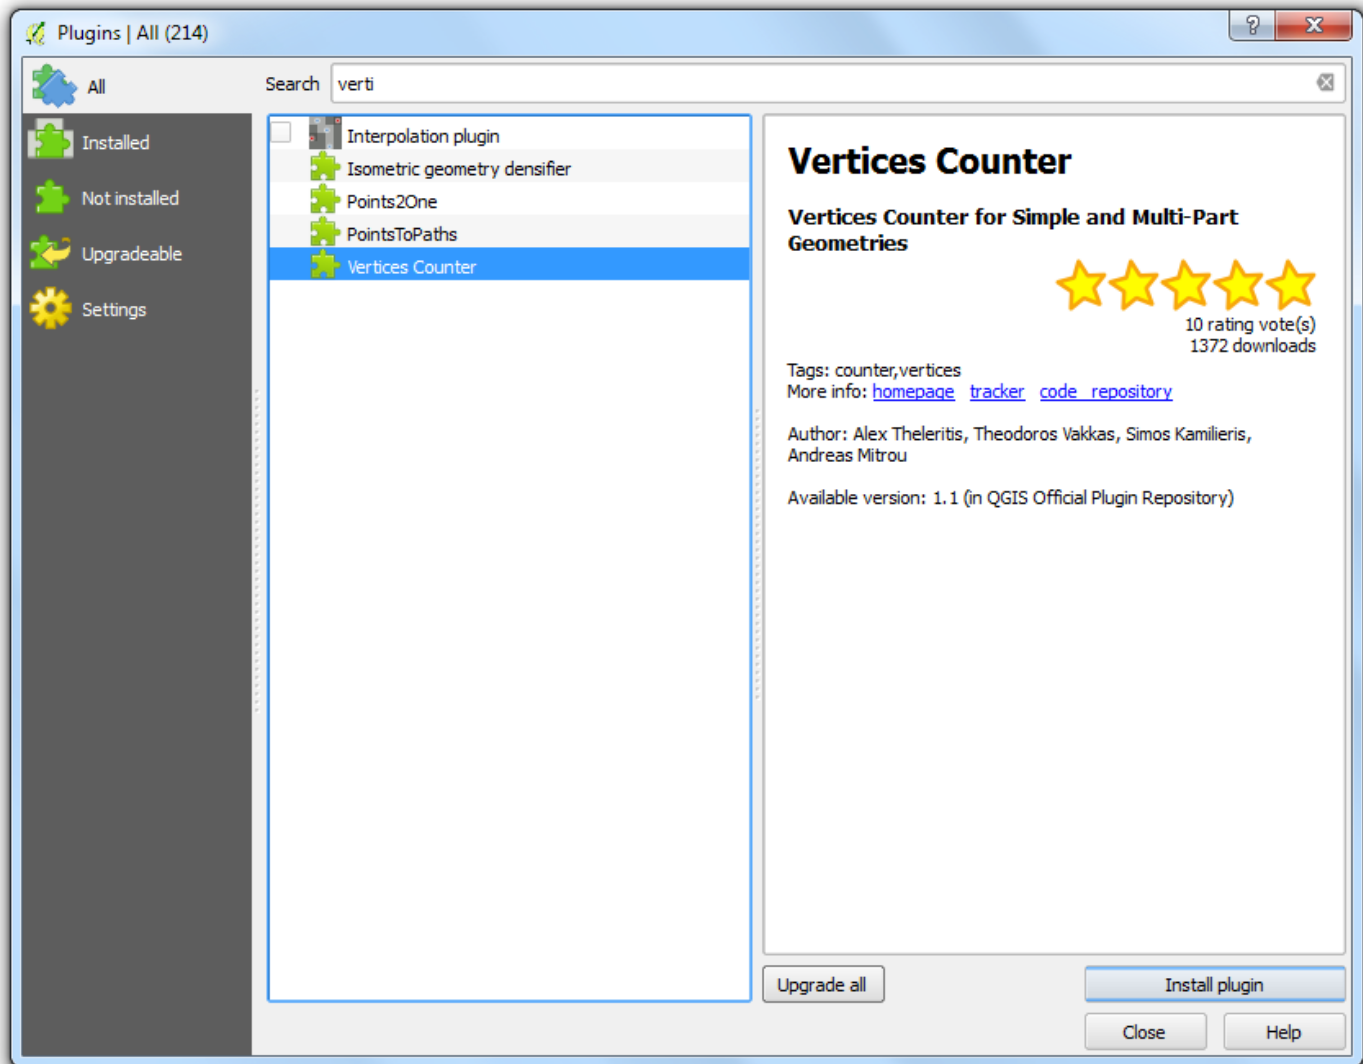 Plugins | All (214)
?
X
All
Installed
Not installed
Upgradeable
Settings
Search verti
Interpolation plugin
Isometric geometry densifier
Points2One
PointsToPaths
Vertices Counter
Vertices Counter
Vertices Counter for Simple and Multi-Part
Geometries
10 rating vote(s)
1372 downloads
Tags: counter,vertices
More info: homepage tracker code repository
Author: Alex Theleritis, Theodoros Vakkas, Simos Kamilieris,
Andreas Mitrou
Available version: 1.1 (in QGIS Official Plugin Repository)
Upgrade all
Install plugin
Close
Help